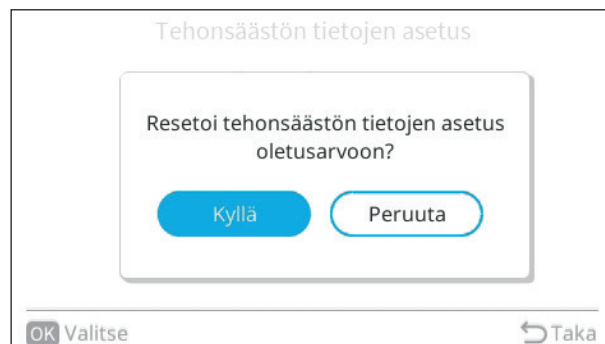 Tehonsäästön tietojen asetus
Resetoi tehonsäästön tietojen asetus
oletusarvoon?
Kyllä
Peruuta
OK Valitse
Taka